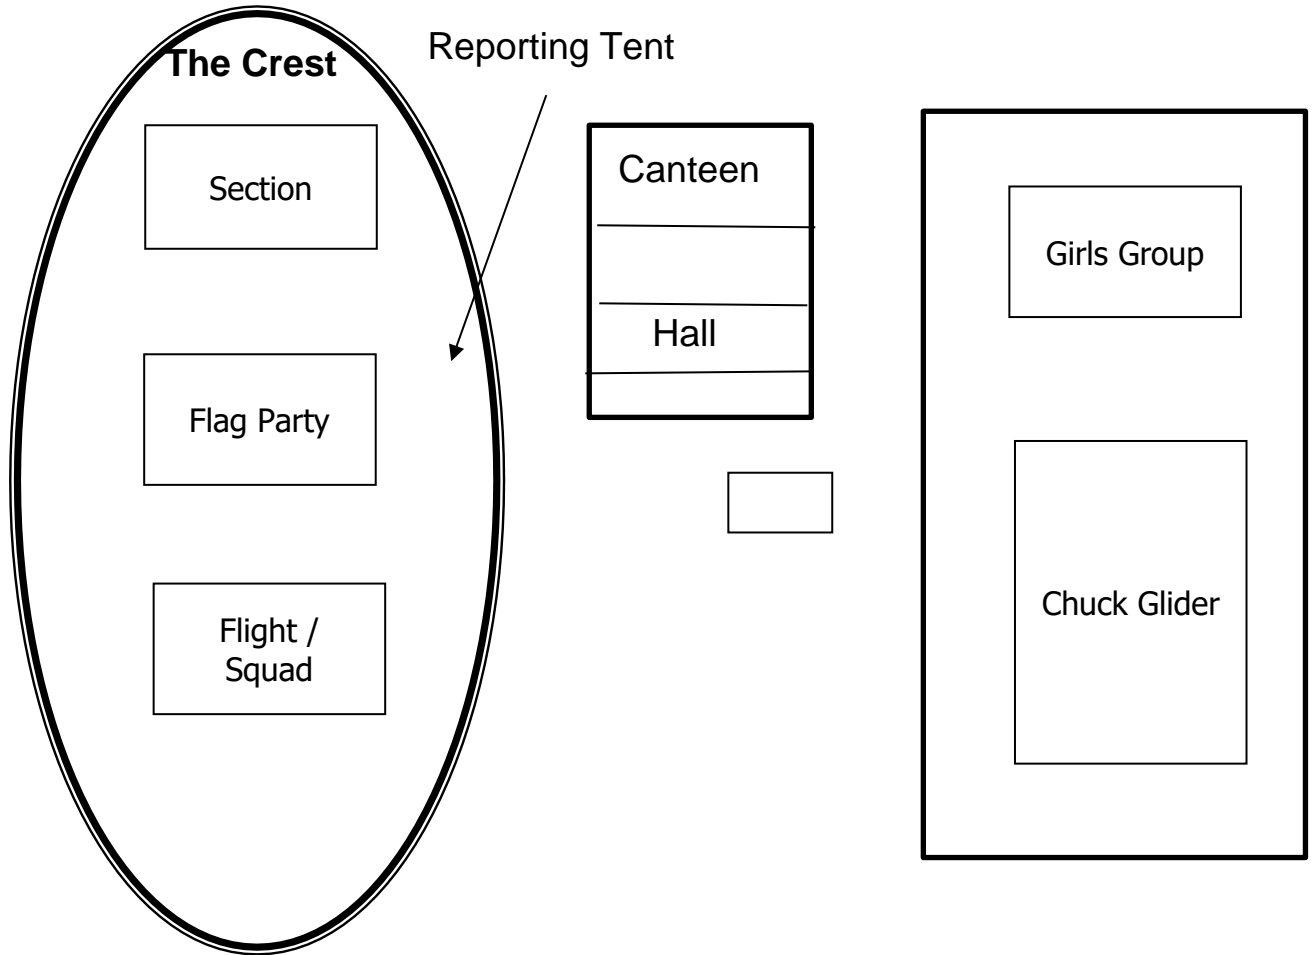 The Crest
Reporting Tent
Section
Flag Party
Flight /
Squad
Canteen
Hall
Girls Group
Chuck Glider